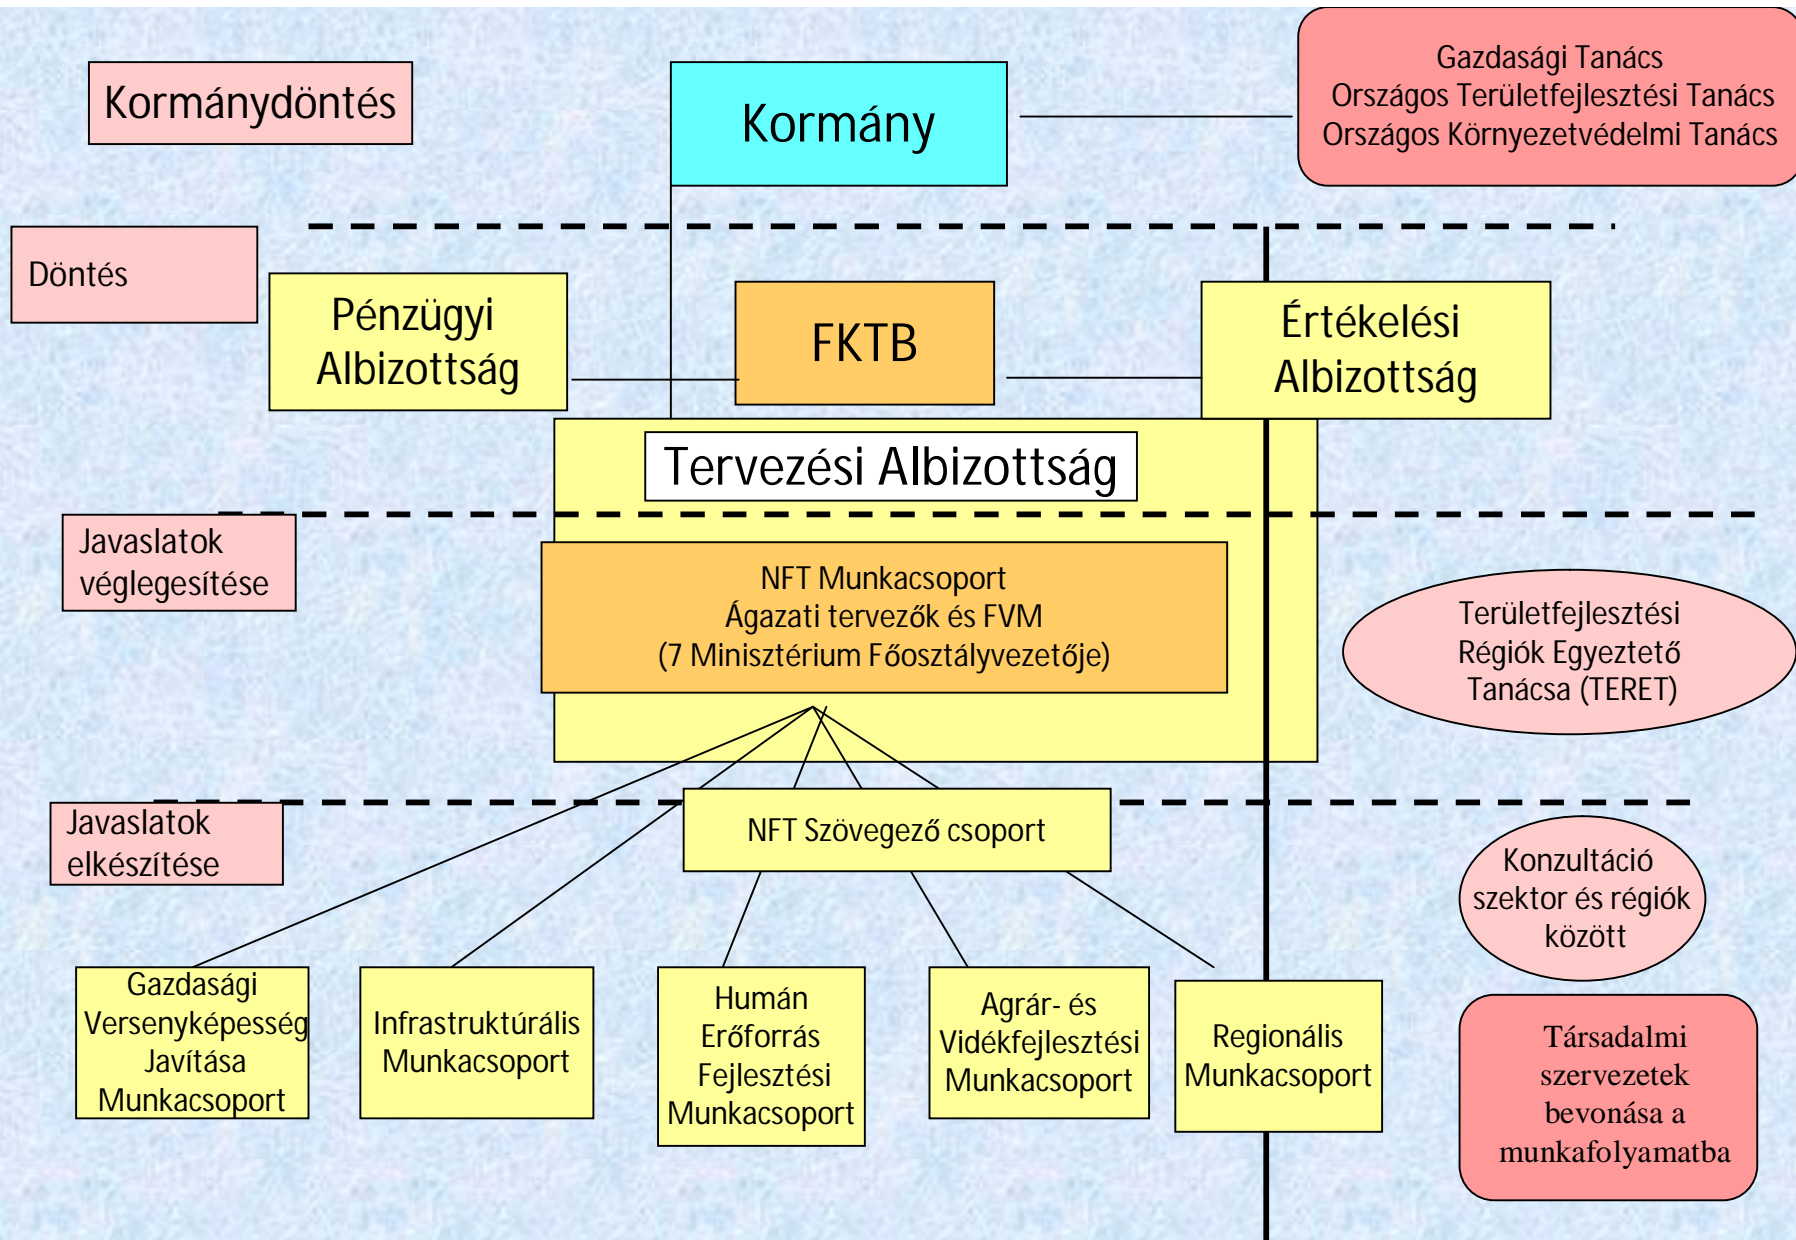 Kormánydöntés
Kormány
Gazdasági Tanács
Országos Területfejlesztési Tanács
Országos Környezetvédelmi Tanács
Döntés
Pénzügyi
Albizottság
FKTB
Értékelési
Albizottság
Tervezési Albizottság
Javaslatok
véglegesítése
NFT Munkacsoport
Ágazati tervezők és FVM
(7 Minisztérium Főosztályvezetője)
Területfejlesztési
Régiók Egyeztető
Tanácsa (TERET)
Javaslatok
elkészítése
NFT Szövegező csoport
Konzultáció
szektor és régiók
között
Gazdasági
Versenyképesség
Javítása
Munkacsoport
Infrastruktúrális
Munkacsoport
Humán
Erőforrás
Fejlesztési
Munkacsoport
Agrár- és
Vidékfejlesztési
Munkacsoport
Regionális
Munkacsoport
Társadalmi
szervezetek
bevonása a
munkafolyamatba